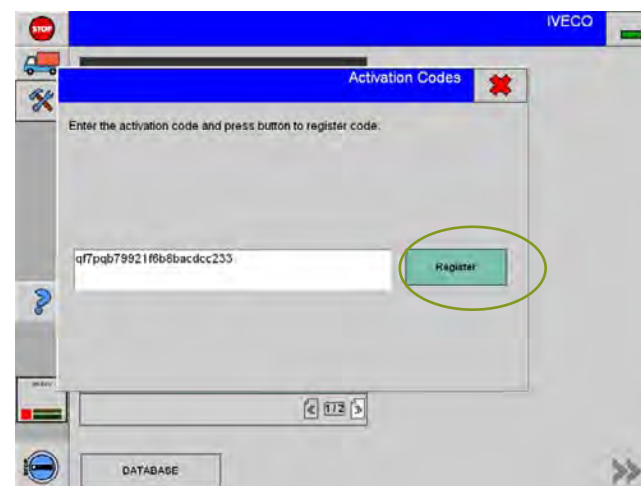 STOP
IVECO
Activation Codes
Enter the activation code and press button to register code.
qf7pqb79921f6b8bacdcc233
Register
1/2
DATABASE